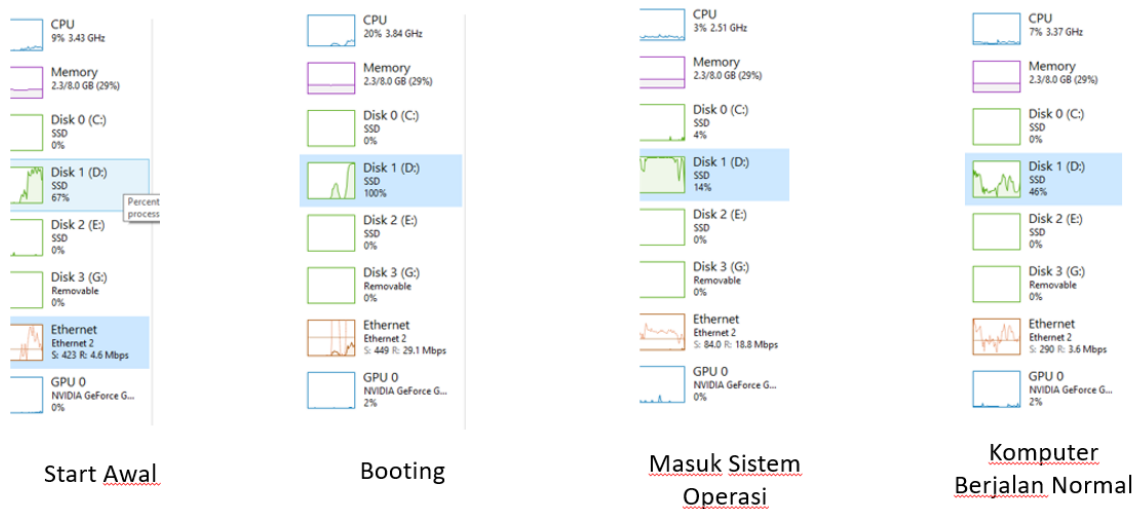 CPU
9% 3.43 GHz
Memory
2.3/8.0 GB (29%)
Disk 0 (C:)
SSD
0%
Disk 1 (D:)
SSD
67%
Percent
process
Disk 2 (E:)
SSD
0%
Disk 3 (G:)
Removable
0%
Ethernet
Ethernet 2
S: 423 R: 4.6 Mbps
GPU 0
NVIDIA GeForce G...
0%
Start Awal
CPU
20% 3.84 GHz
Memory
2.3/8.0 GB (29%)
Disk 0 (C:)
SSD
0%
Disk 1 (D:)
SSD
100%
Disk 2 (E:)
SSD
0%
Disk 3 (G:)
Removable
0%
Ethernet
Ethernet 2
S: 449 R: 29.1 Mbps
GPU 0
NVIDIA GeForce G...
2%
Booting
CPU
3% 2.51 GHz
Memory
2.3/8.0 GB (29%)
Disk 0 (C:)
SSD
4%
Disk 1 (D:)
SSD
14%
Disk 2 (E:)
SSD
0%
Disk 3 (G:)
Removable
0%
Ethernet
Ethernet 2
S: 84.0 R: 18.8 Mbps
GPU 0
NVIDIA GeForce G...
0%
Masuk Sistem
Operasi
CPU
7% 3.37 GHz
Memory
2.3/8.0 GB (29%)
Disk 0 (C:)
SSD
0%
Disk 1 (D:)
SSD
46%
Disk 2 (E:)
SSD
0%
Disk 3 (G:)
Removable
0%
Ethernet
Ethernet 2
S: 290 R: 3.6 Mbps
GPU 0
NVIDIA GeForce G...
2%
Komputer
Berjalan Normal